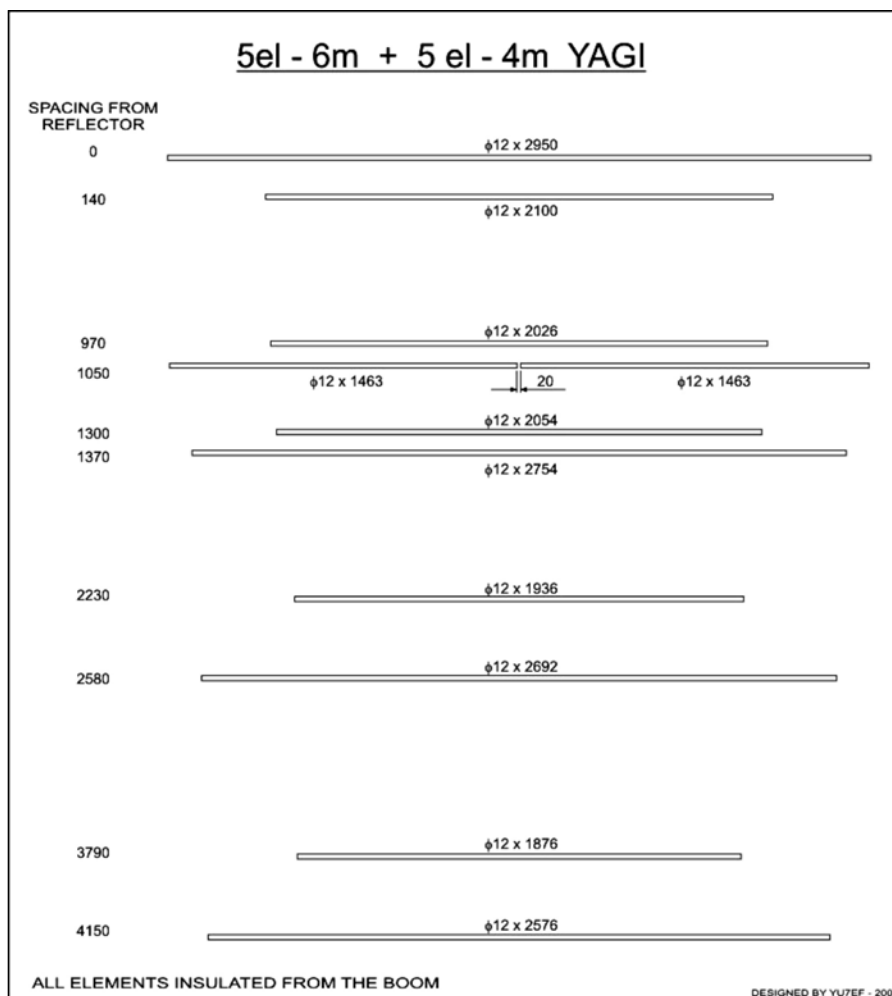 5el - 6m + 5 el - 4m YAGI
SPACING FROM
REFLECTOR
0
ϕ12 x 2950
140
ϕ12 x 2100
970
ϕ12 x 2026
1050
ϕ12 x 1463
20
ϕ12 x 1463
1300
ϕ12 x 2054
1370
ϕ12 x 2754
2230
ϕ12 x 1936
2580
ϕ12 x 2692
3790
ϕ12 x 1876
4150
ϕ12 x 2576
ALL ELEMENTS INSULATED FROM THE BOOM
DESIGNED BY YU7EF - 200